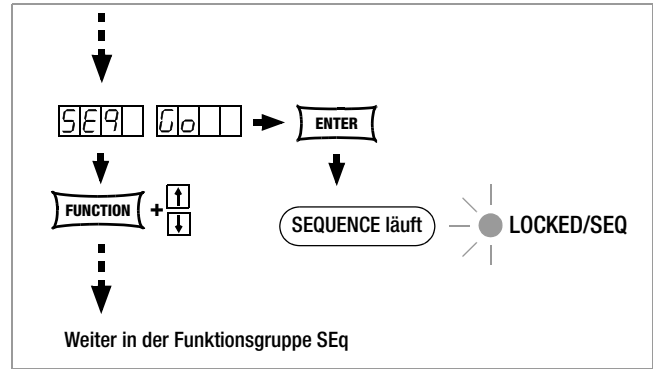 SEq Go ENTER
FUNCTION + ↑ ↓
SEQUENCE läuft LOCKED/SEQ
Weiter in der Funktionsgruppe SEq